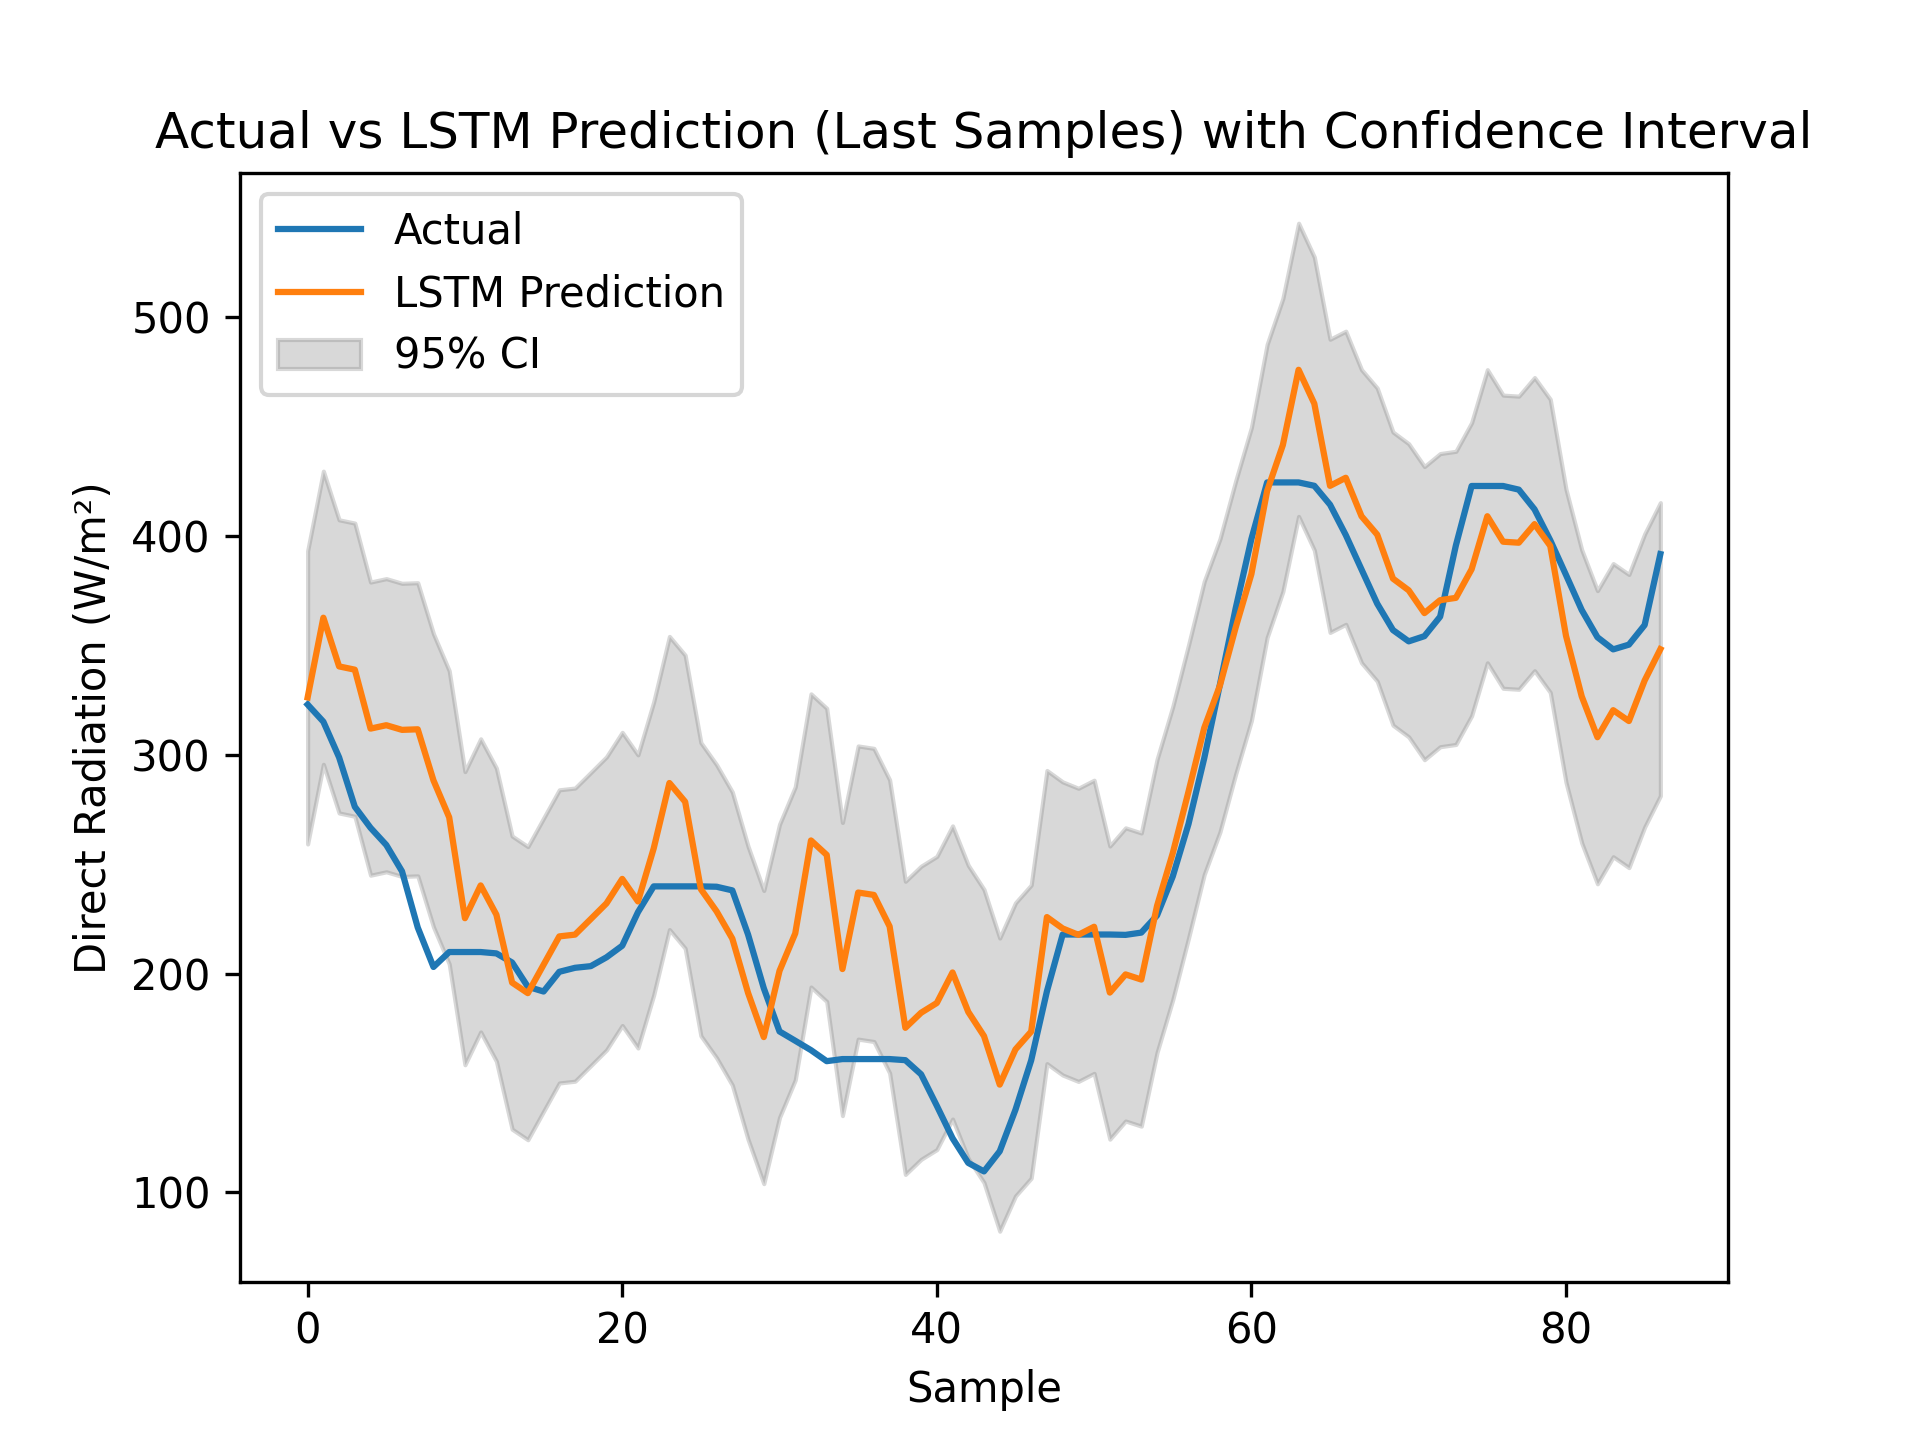 Actual vs LSTM Prediction (Last Samples) with Confidence Interval
Actual
LSTM Prediction
95% CI
Direct Radiation (W/m²)
500
400
300
200
100
0 20 40 60 80
Sample